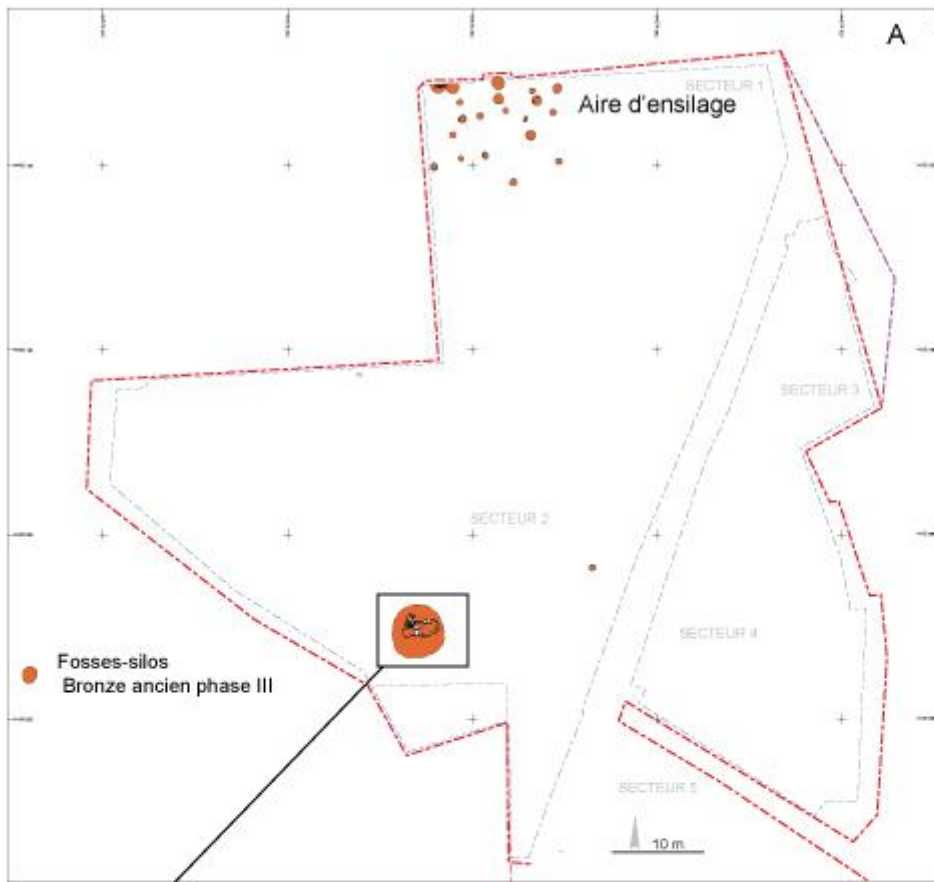 A
SECTEUR 1
Aire d'ensilage
SECTEUR 3
SECTEUR 2
SECTEUR 4
Fosses-silos
Bronze ancien phase III
SECTEUR 5
10 m